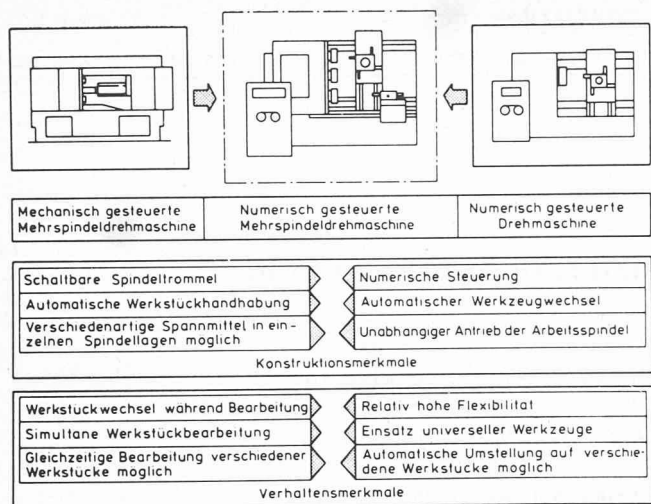 Mechanisch gesteuerte
Mehrspindeldrehmaschine
Numerisch gesteuerte
Mehrspindeldrehmaschine
Numerisch gesteuerte
Drehmaschine
Schaltbare Spindeltrommel
Automatische Werkstückhandhabung
Verschiedenartige Spannmittel in ein-
zelnen Spindellagen möglich
Numerische Steuerung
Automatischer Werkzeugwechsel
Unabhängiger Antrieb der Arbeitsspindel
Konstruktionsmerkmale
Werkstückwechsel während Bearbeitung
Simultane Werkstückbearbeitung
Gleichzeitige Bearbeitung verschiedener
Werkstücke möglich
Relativ hohe Flexibilität
Einsatz universeller Werkzeuge
Automatische Umstellung auf verschie-
dene Werkstucke moglich
Verhaltensmerkmale